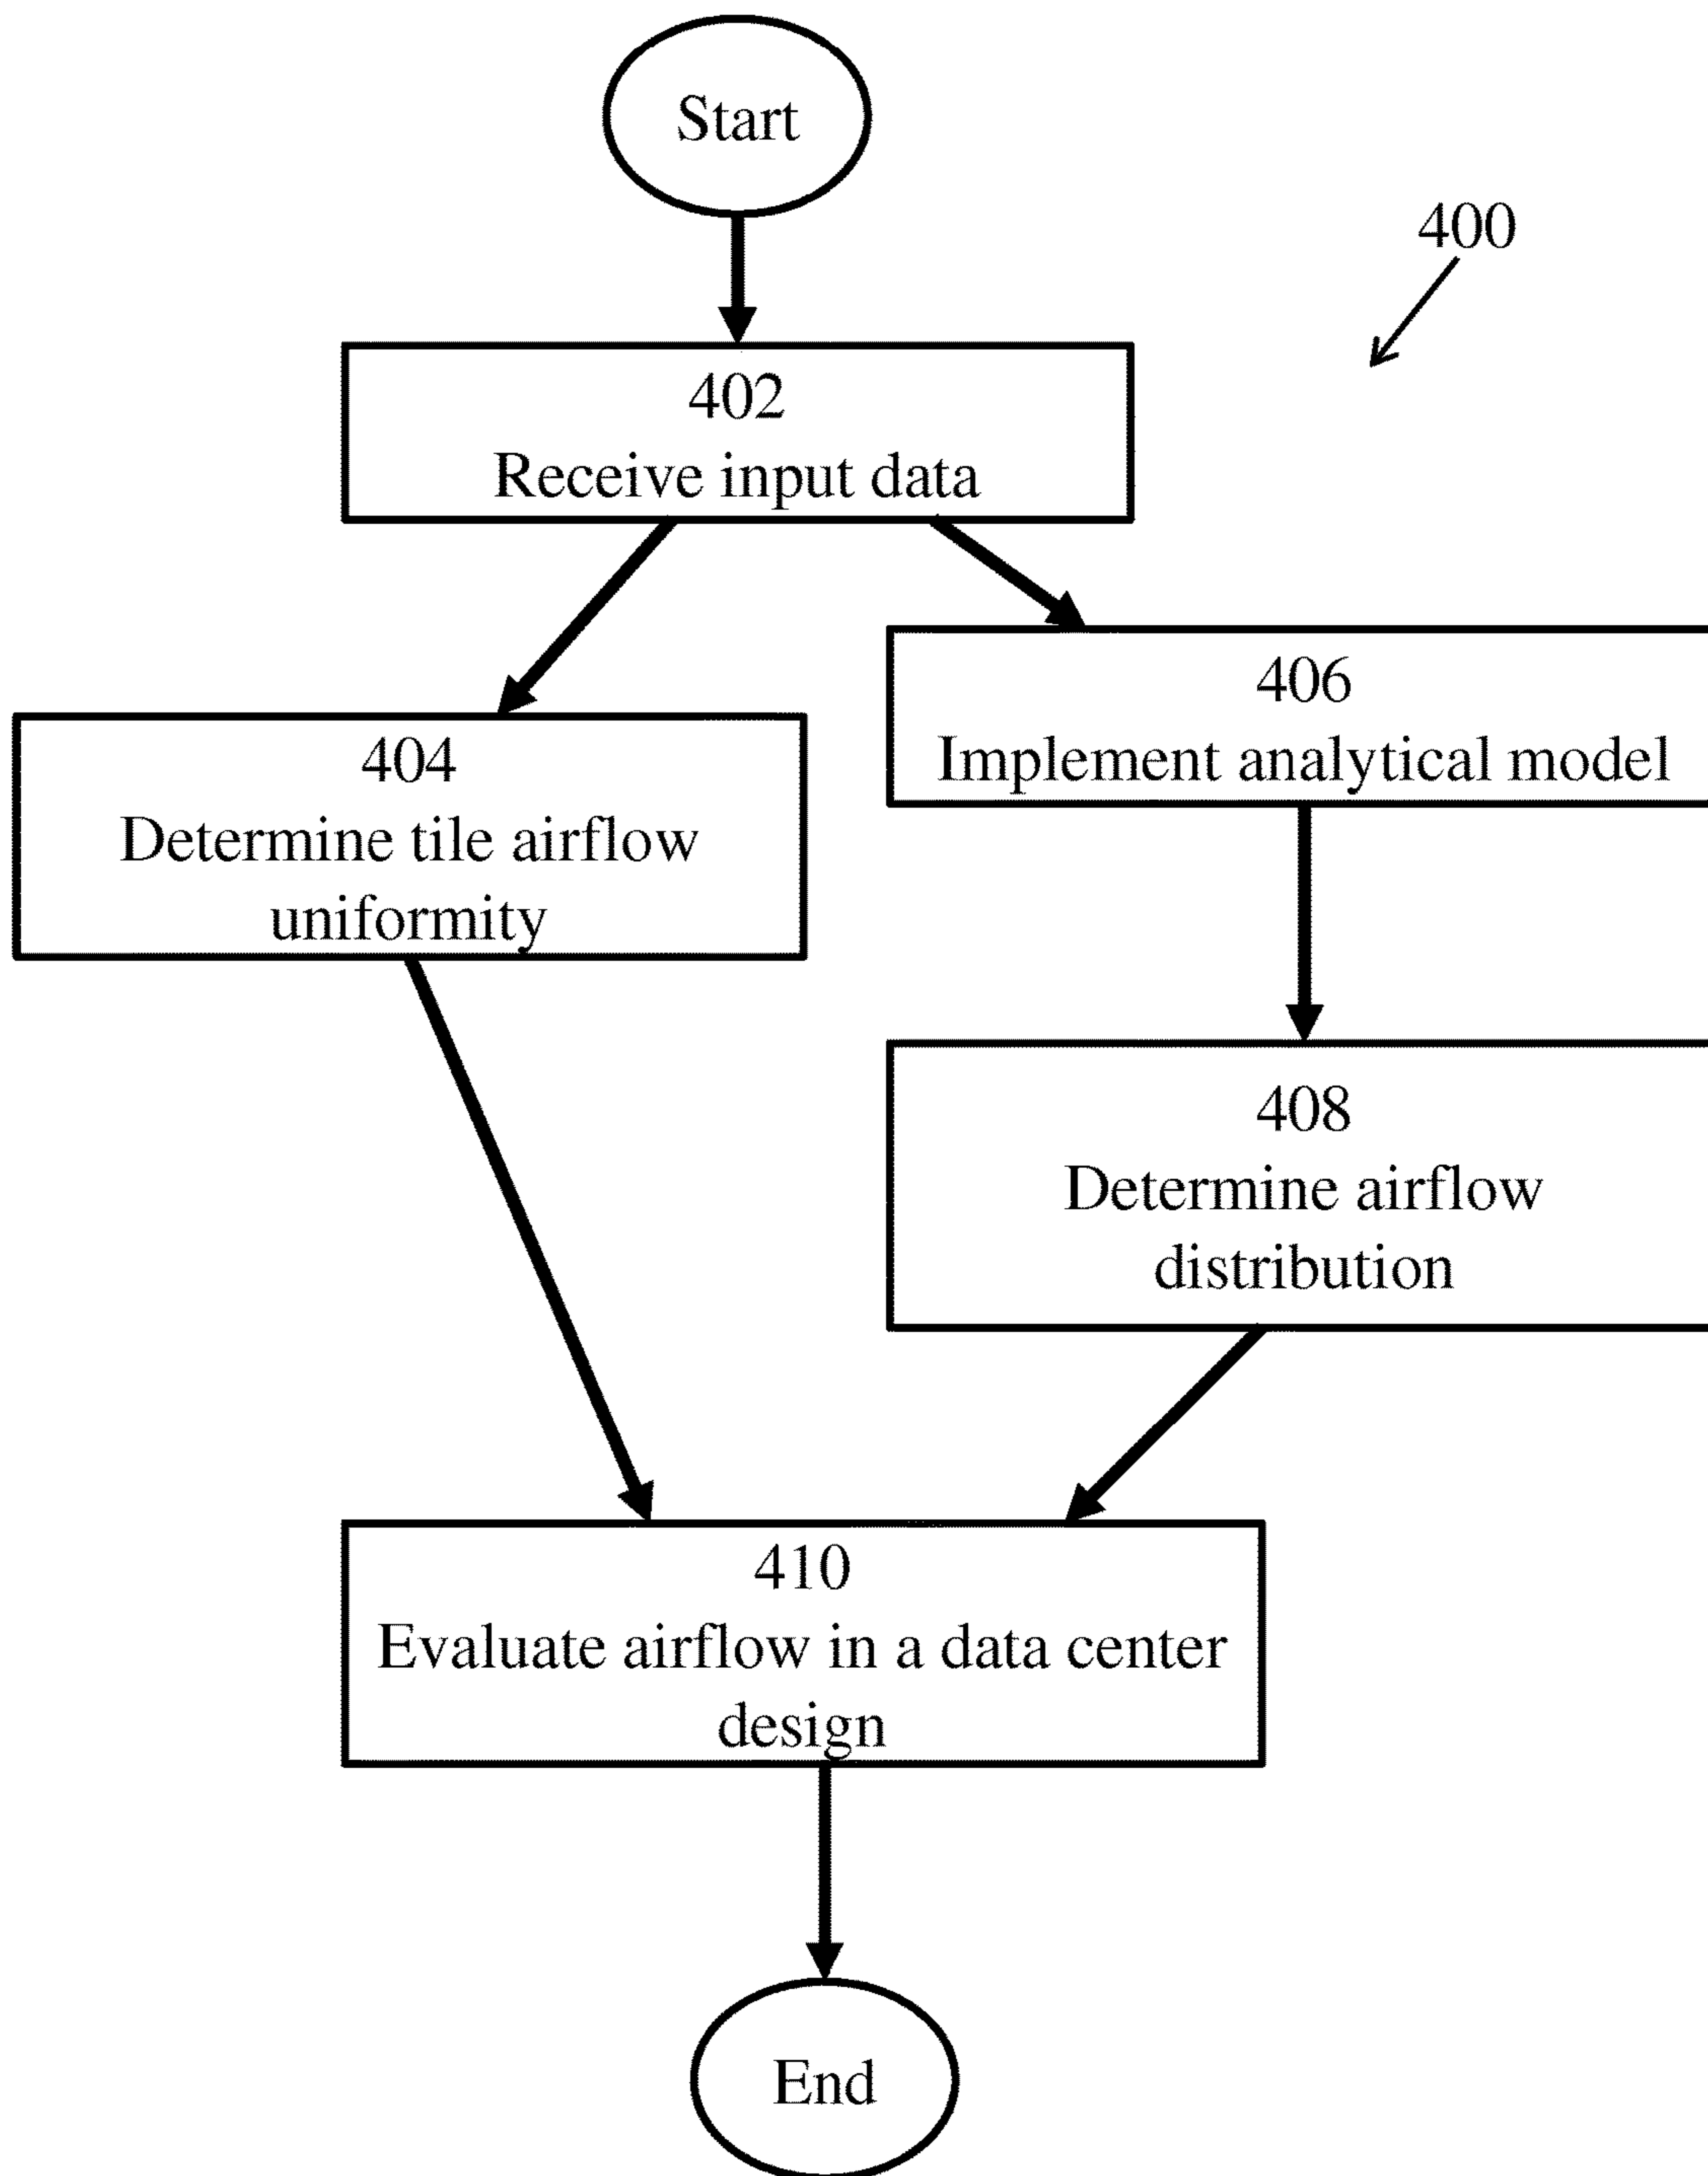 Start
400
402
Receive input data
406
Implement analytical model
404
Determine tile airflow
uniformity
408
Determine airflow
distribution
410
Evaluate airflow in a data center
design
End